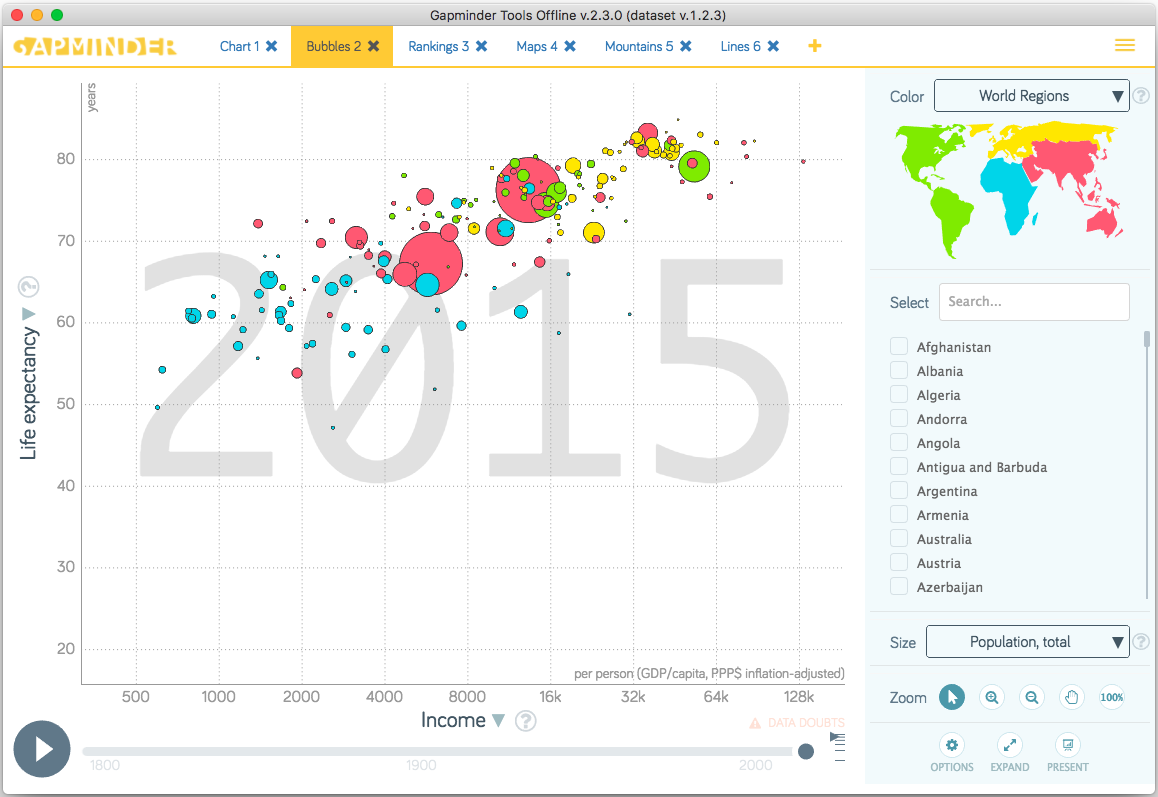 Gapminder Tools Offline v.2.3.0 (dataset v.1.2.3)
GAPMINDER
Chart 1 ✖ Bubbles 2 ✖ Rankings 3 ✖ Maps 4 ✖ Mountains 5 ✖ Lines 6 ✖ +
years
Life expectancy
2015
80
70
60
50
40
30
20
per person (GDP/capita, PPP$ inflation-adjusted)
500 1000 2000 4000 8000 16k 32k 64k 128k
Income ?
DATA DOUBTS
1800 1900 2000
Color World Regions ?
Select Search...
Afghanistan
Albania
Algeria
Andorra
Angola
Antigua and Barbuda
Argentina
Armenia
Australia
Austria
Azerbaijan
Size Population, total ?
Zoom 100%
OPTIONS EXPAND PRESENT